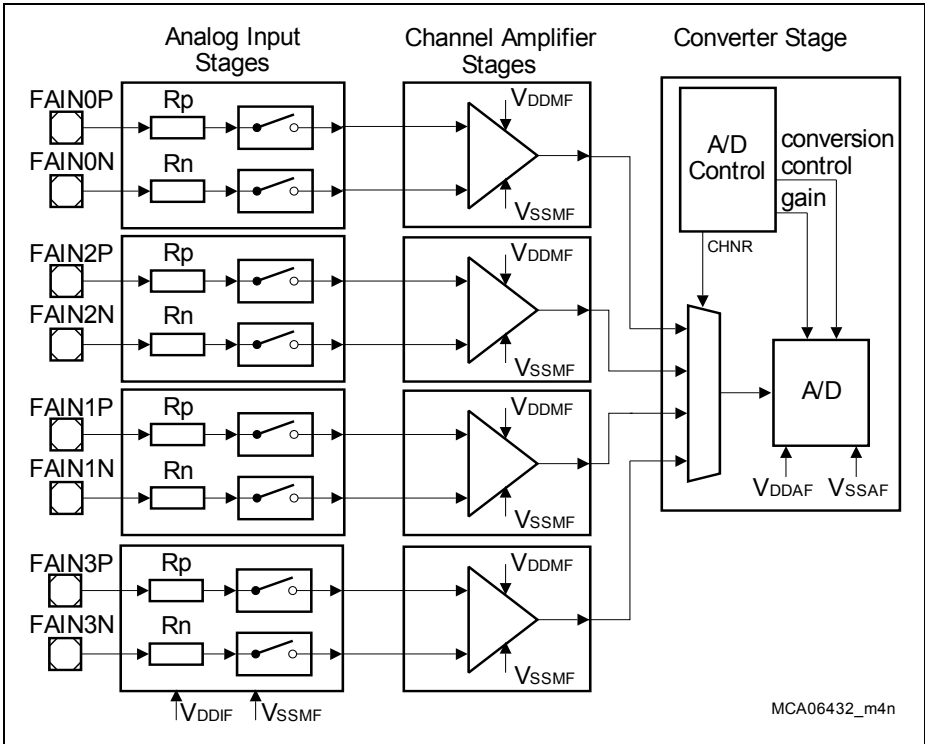 Analog Input
Stages
Channel Amplifier
Stages
Converter Stage
FAIN0P
Rp
VDDMF
FAIN0N
Rn
VSSMF
A/D
Control
conversion
control
gain
CHNR
FAIN2P
Rp
VDDMF
FAIN2N
Rn
VSSMF
A/D
VDDAF
VSSAF
FAIN1P
Rp
VDDMF
FAIN1N
Rn
VSSMF
FAIN3P
Rp
VDDMF
FAIN3N
Rn
VSSMF
VDDIF
VSSMF
MCA06432_m4n